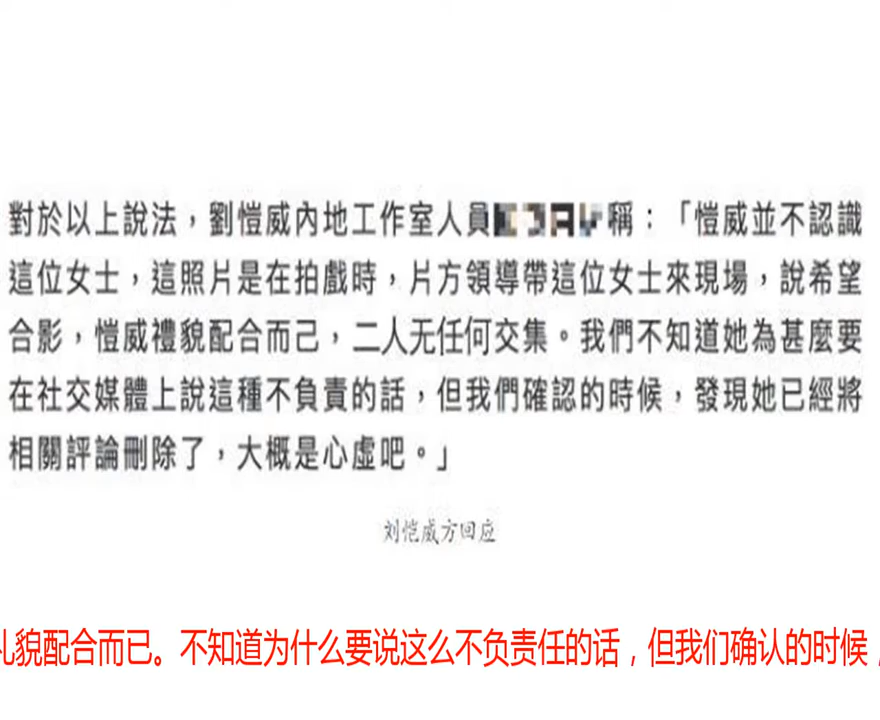 對於以上說法，劉愷威內地工作室人員 稱：「愷威並不認識
這位女士，這照片是在拍戲時，片方領導帶這位女士來現場，說希望
合影，愷威禮貌配合而己，二人无任何交集。我們不知道她為甚麼要
在社交媒體上說這種不負責的話，但我們確認的時候，發現她已經將
相關評論刪除了，大概是心虛吧。」
刘恺威方回应
貌配合而已。不知道为什么要说这么不负责任的话，但我们确认的时候，